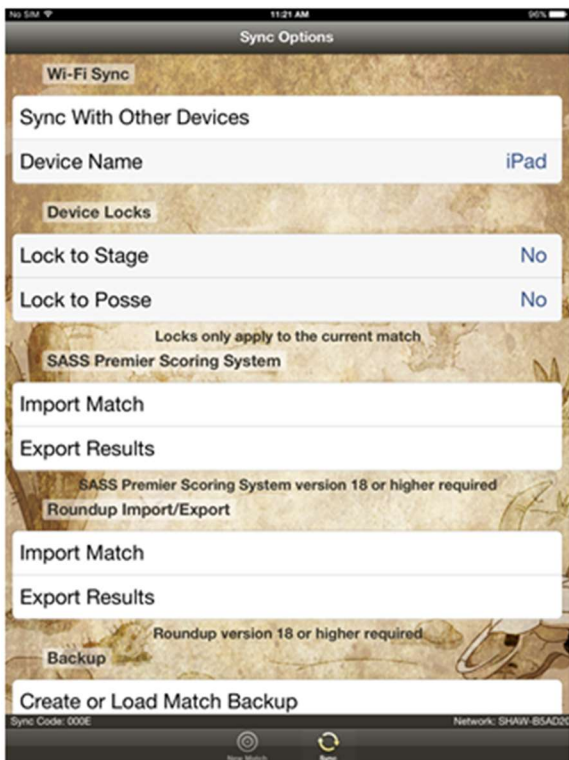 No SIM 11:21 AM 96%
Sync Options
Wi-Fi Sync
Sync With Other Devices
Device Name iPad
Device Locks
Lock to Stage No
Lock to Posse No
Locks only apply to the current match
SASS Premier Scoring System
Import Match
Export Results
SASS Premier Scoring System version 18 or higher required
Roundup Import/Export
Import Match
Export Results
Roundup version 18 or higher required
Backup
Create or Load Match Backup
Sync Code: 000E Network: SHAW-B5AD20
New Match Sync